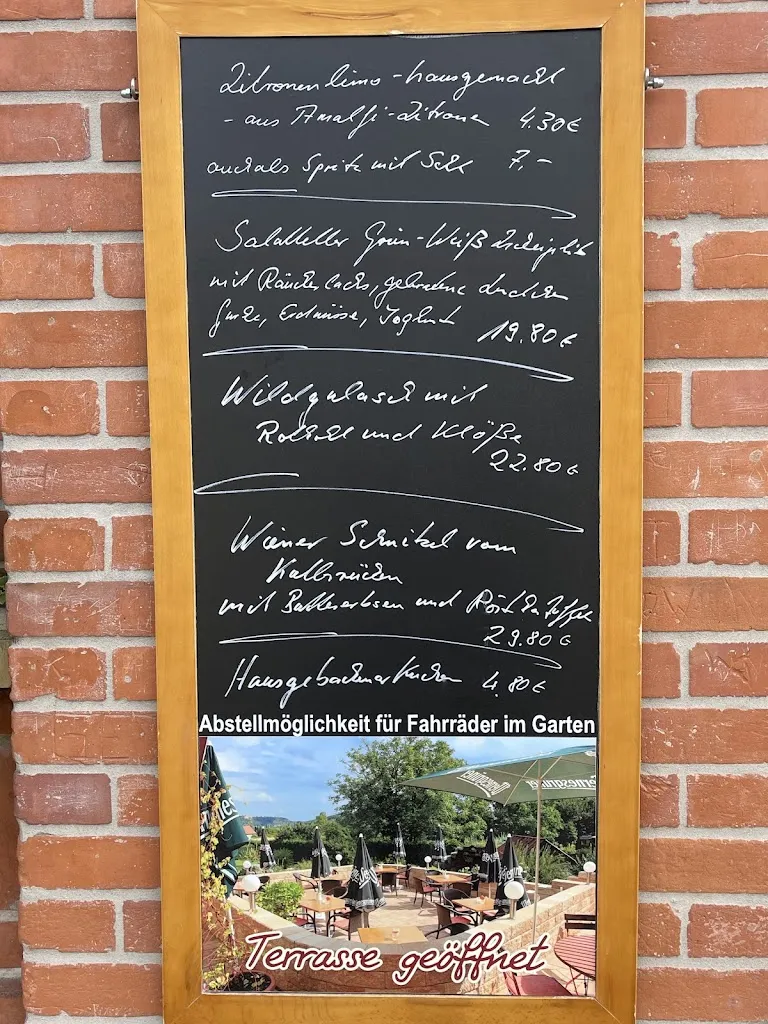 Zitronenlimo - hausgemacht
- aus Amalfi-Zitronen 4.30€
auch als Spritz mit Sekt 7,-
Salatteller Grün-Weiß
mit Räucherlachs, gebratene
Gurke, Erdnüsse, Joghurt 19.80€
Wildgulasch mit
Rotkohl und Klöße
22.80€
Wiener Schnitzel vom
Kalbsrücken
mit Buttererbsen und Röstkartoffel
29.80€
Hausgebackener Kuchen 4.80€
Abstellmöglichkeit für Fahrräder im Garten
Terrasse geöffnet